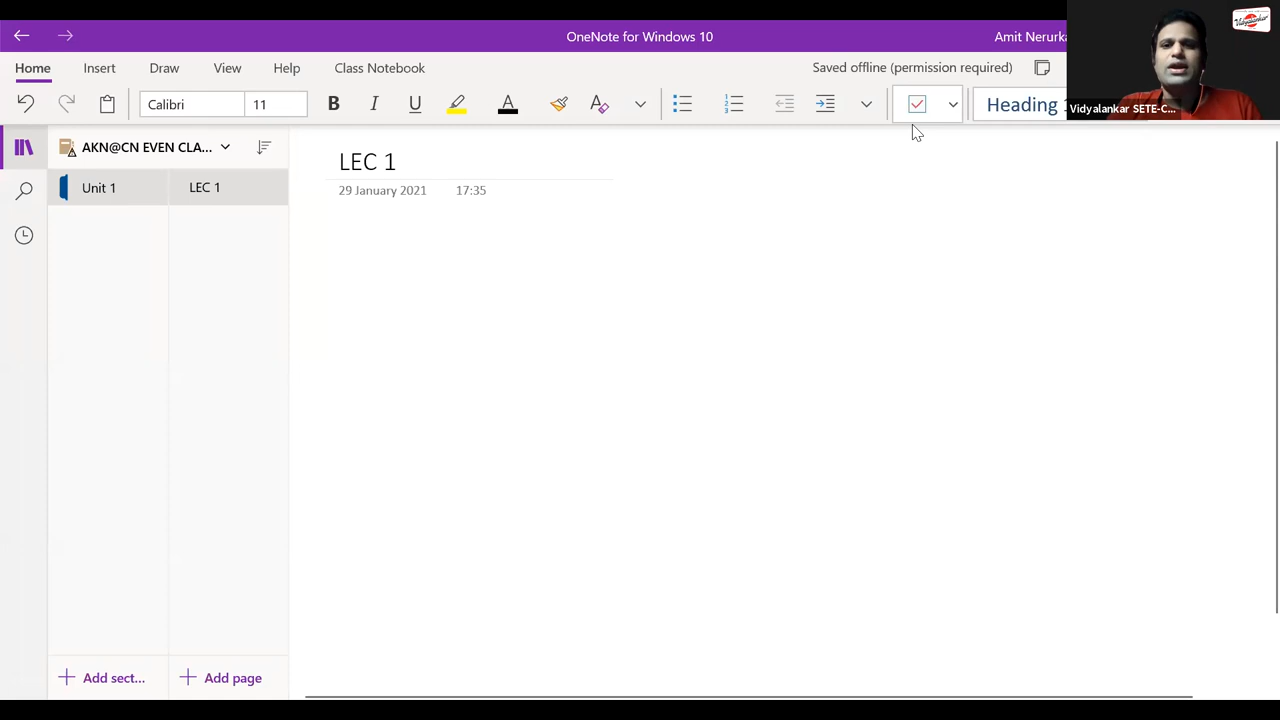 OneNote for Windows 10
Amit Nerurka
Vidyalankar
Home Insert Draw View Help Class Notebook
Saved offline (permission required)
Calibri 11 B I U A A Heading 1
Vidyalankar SETE-C...
AKN@CN EVEN CLA...
LEC 1
29 January 2021 17:35
Unit 1 LEC 1
Add sect... Add page